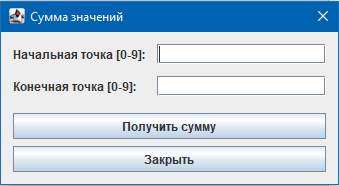 Сумма значений
Начальная точка [0-9]:
Конечная точка [0-9]:
Получить сумму
Закрыть